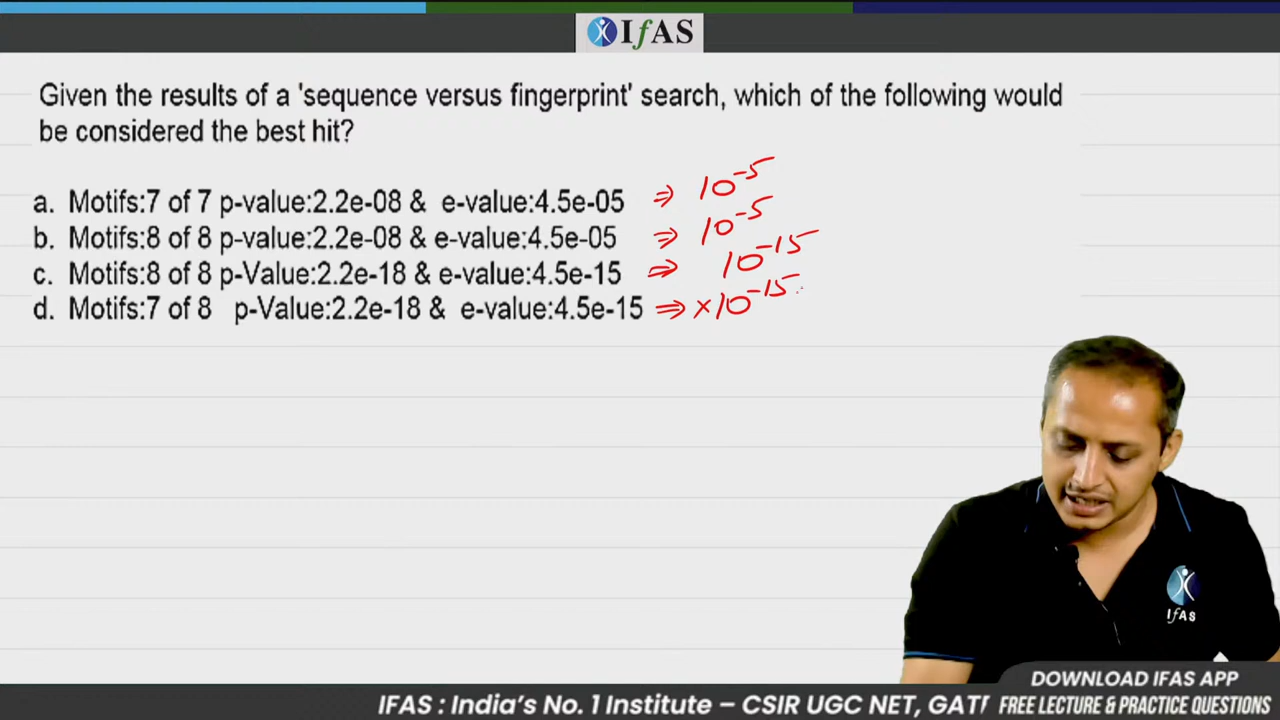 IfAS
Given the results of a 'sequence versus fingerprint' search, which of the following would
be considered the best hit?
a. Motifs:7 of 7 p-value:2.2e-08 & e-value:4.5e-05 ⇒ 10⁻⁵
b. Motifs:8 of 8 p-value:2.2e-08 & e-value:4.5e-05 ⇒ 10⁻⁵
c. Motifs:8 of 8 p-Value:2.2e-18 & e-value:4.5e-15 ⇒ 10⁻¹⁵
d. Motifs:7 of 8 p-Value:2.2e-18 & e-value:4.5e-15 ⇒ ×10⁻¹⁵
IfAS
DOWNLOAD IFAS APP
IFAS : India's No. 1 Institute – CSIR UGC NET, GATE
FREE LECTURE & PRACTICE QUESTIONS